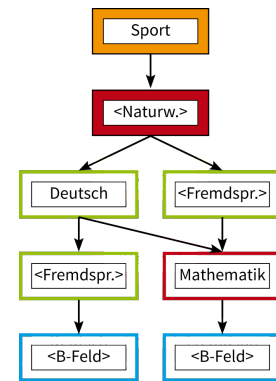 Sport
<Naturw.>
Deutsch
<Fremdspr.>
<Fremdspr.>
Mathematik
<B-Feld>
<B-Feld>